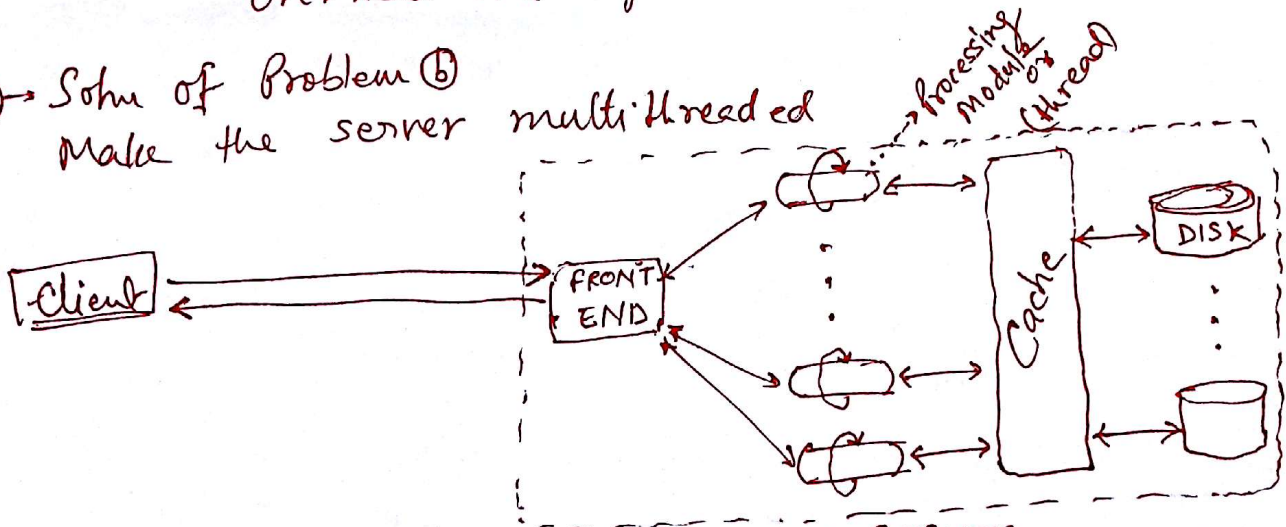 → Soln of Problem ⓑ
Make the server multithreaded
Processing
Module
or
(thread)
Client
FRONT
END
Cache
DISK